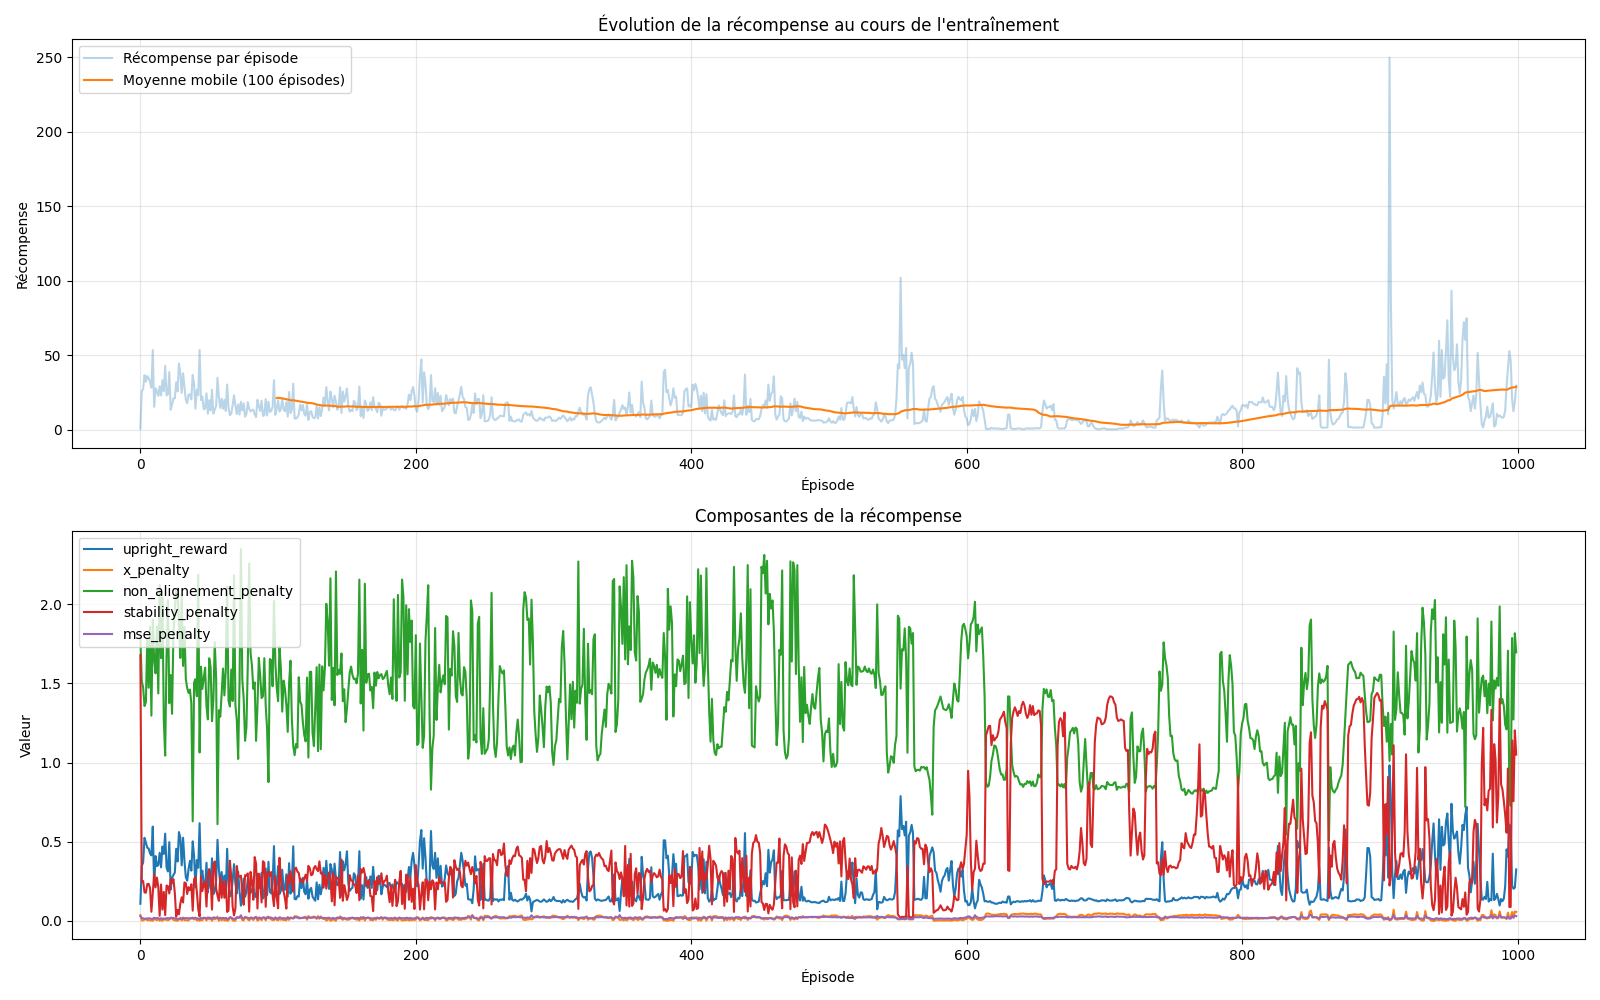 Évolution de la récompense au cours de l'entraînement
Récompense par épisode
Moyenne mobile (100 épisodes)
250
200
150
100
50
0
Récompense
0 200 400 600 800 1000
Épisode
Composantes de la récompense
upright_reward
x_penalty
non_alignement_penalty
stability_penalty
mse_penalty
2.0
1.5
1.0
0.5
0.0
Valeur
0 200 400 600 800 1000
Épisode